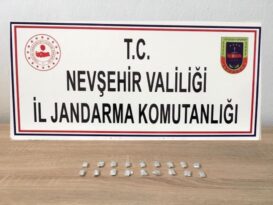 T.C.
NEVŞEHİR VALİLİĞİ
İL JANDARMA KOMUTANLIĞI